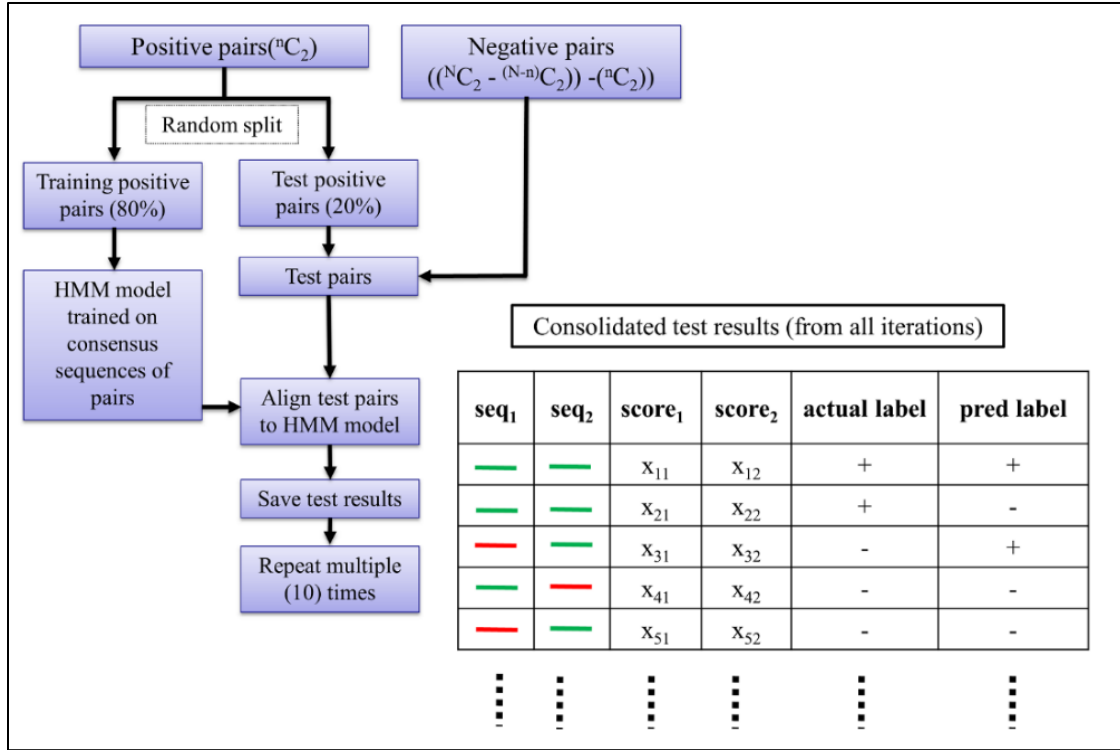 Positive pairs(ⁿC₂)
Negative pairs
((ᴺC₂ - ⁽ᴺ⁻ⁿ⁾C₂)) -(ⁿC₂))
Random split
Training positive
pairs (80%)
Test positive
pairs (20%)
Test pairs
HMM model
trained on
consensus
sequences of
pairs
Align test pairs
to HMM model
Save test results
Repeat multiple
(10) times
Consolidated test results (from all iterations)
seq₁ seq₂ score₁ score₂ actual label pred label
x₁₁ x₁₂ + +
x₂₁ x₂₂ + -
x₃₁ x₃₂ - +
x₄₁ x₄₂ - -
x₅₁ x₅₂ - -